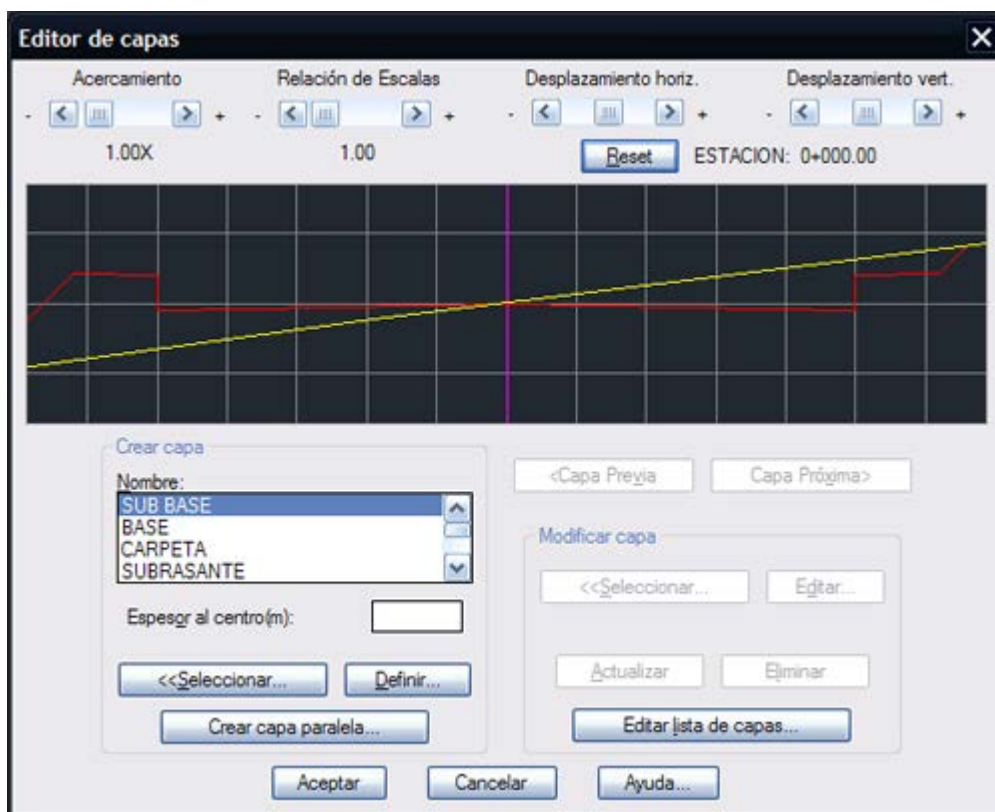 Editor de capas
Acercamiento Relación de Escalas Desplazamiento horiz. Desplazamiento vert.
- + - + - + - +
1.00X 1.00 Reset ESTACION: 0+000.00
Crear capa
Nombre:
SUB BASE
BASE
CARPETA
SUBRASANTE
Espesor al centro(m):
<<Seleccionar... Definir...
Crear capa paralela...
<Capa Previa Capa Próxima>
Modificar capa
<<Seleccionar... Editar...
Actualizar Eliminar
Editar lista de capas...
Aceptar Cancelar Ayuda...